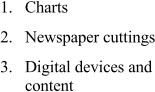 1. Charts
2. Newspaper cuttings
3. Digital devices and
content